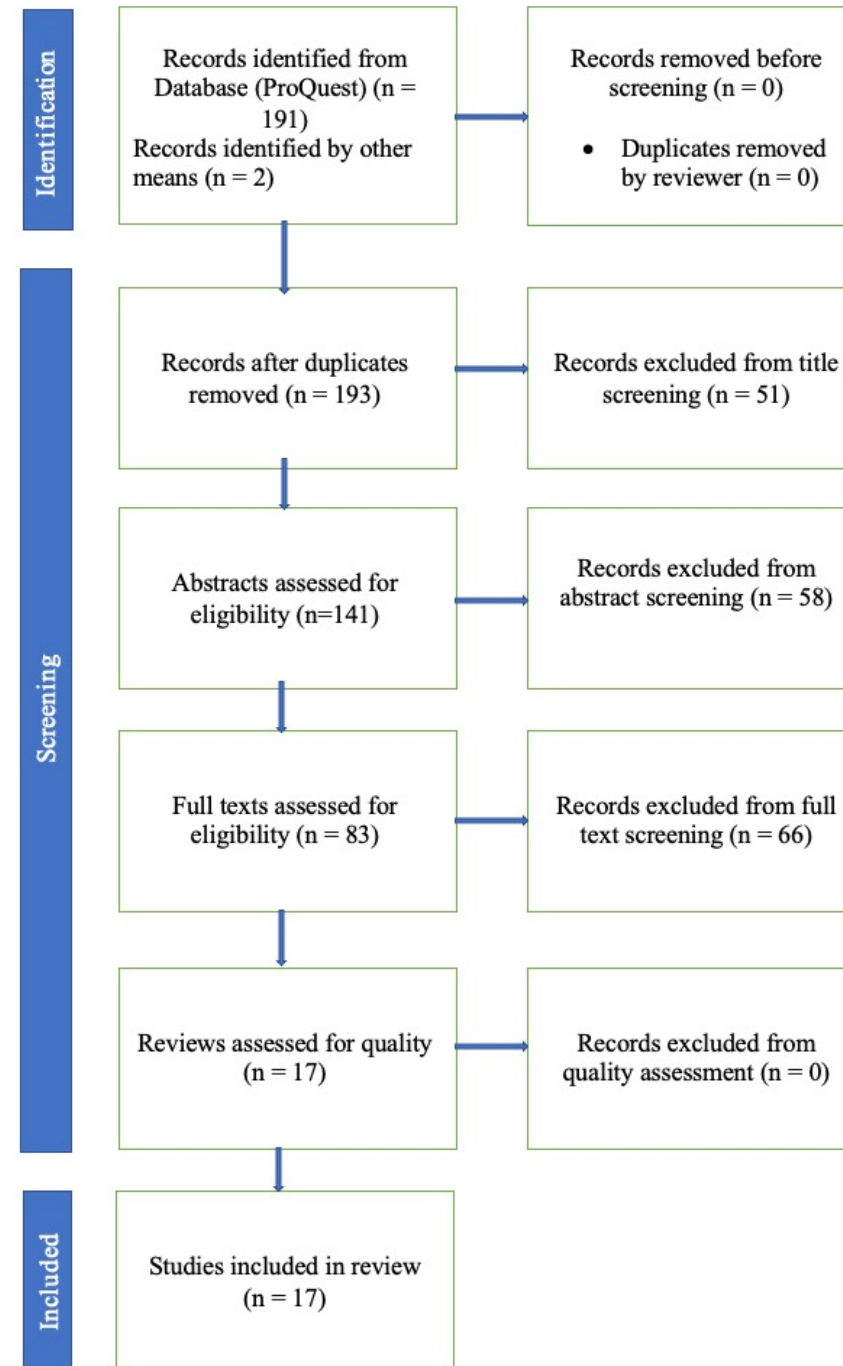 Identification
Records identified from
Database (ProQuest) (n =
191)
Records identified by other
means (n = 2)
Records removed before
screening (n = 0)
• Duplicates removed
by reviewer (n = 0)
Screening
Records after duplicates
removed (n = 193)
Records excluded from title
screening (n = 51)
Abstracts assessed for
eligibility (n=141)
Records excluded from
abstract screening (n = 58)
Full texts assessed for
eligibility (n = 83)
Records excluded from full
text screening (n = 66)
Reviews assessed for quality
(n = 17)
Records excluded from
quality assessment (n = 0)
Included
Studies included in review
(n = 17)